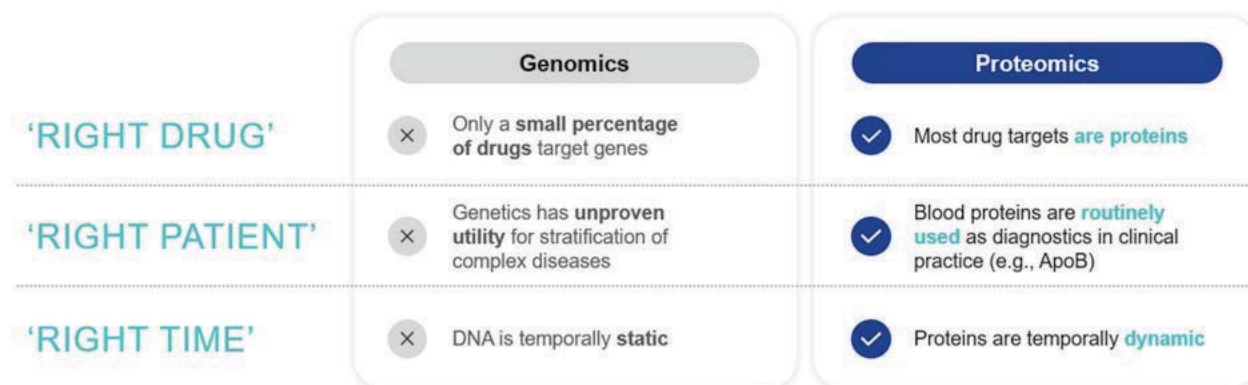 Genomics
Proteomics
‘RIGHT DRUG’
Only a small percentage
of drugs target genes
Most drug targets are proteins
‘RIGHT PATIENT’
Genetics has unproven
utility for stratification of
complex diseases
Blood proteins are routinely
used as diagnostics in clinical
practice (e.g., ApoB)
‘RIGHT TIME’
DNA is temporally static
Proteins are temporally dynamic